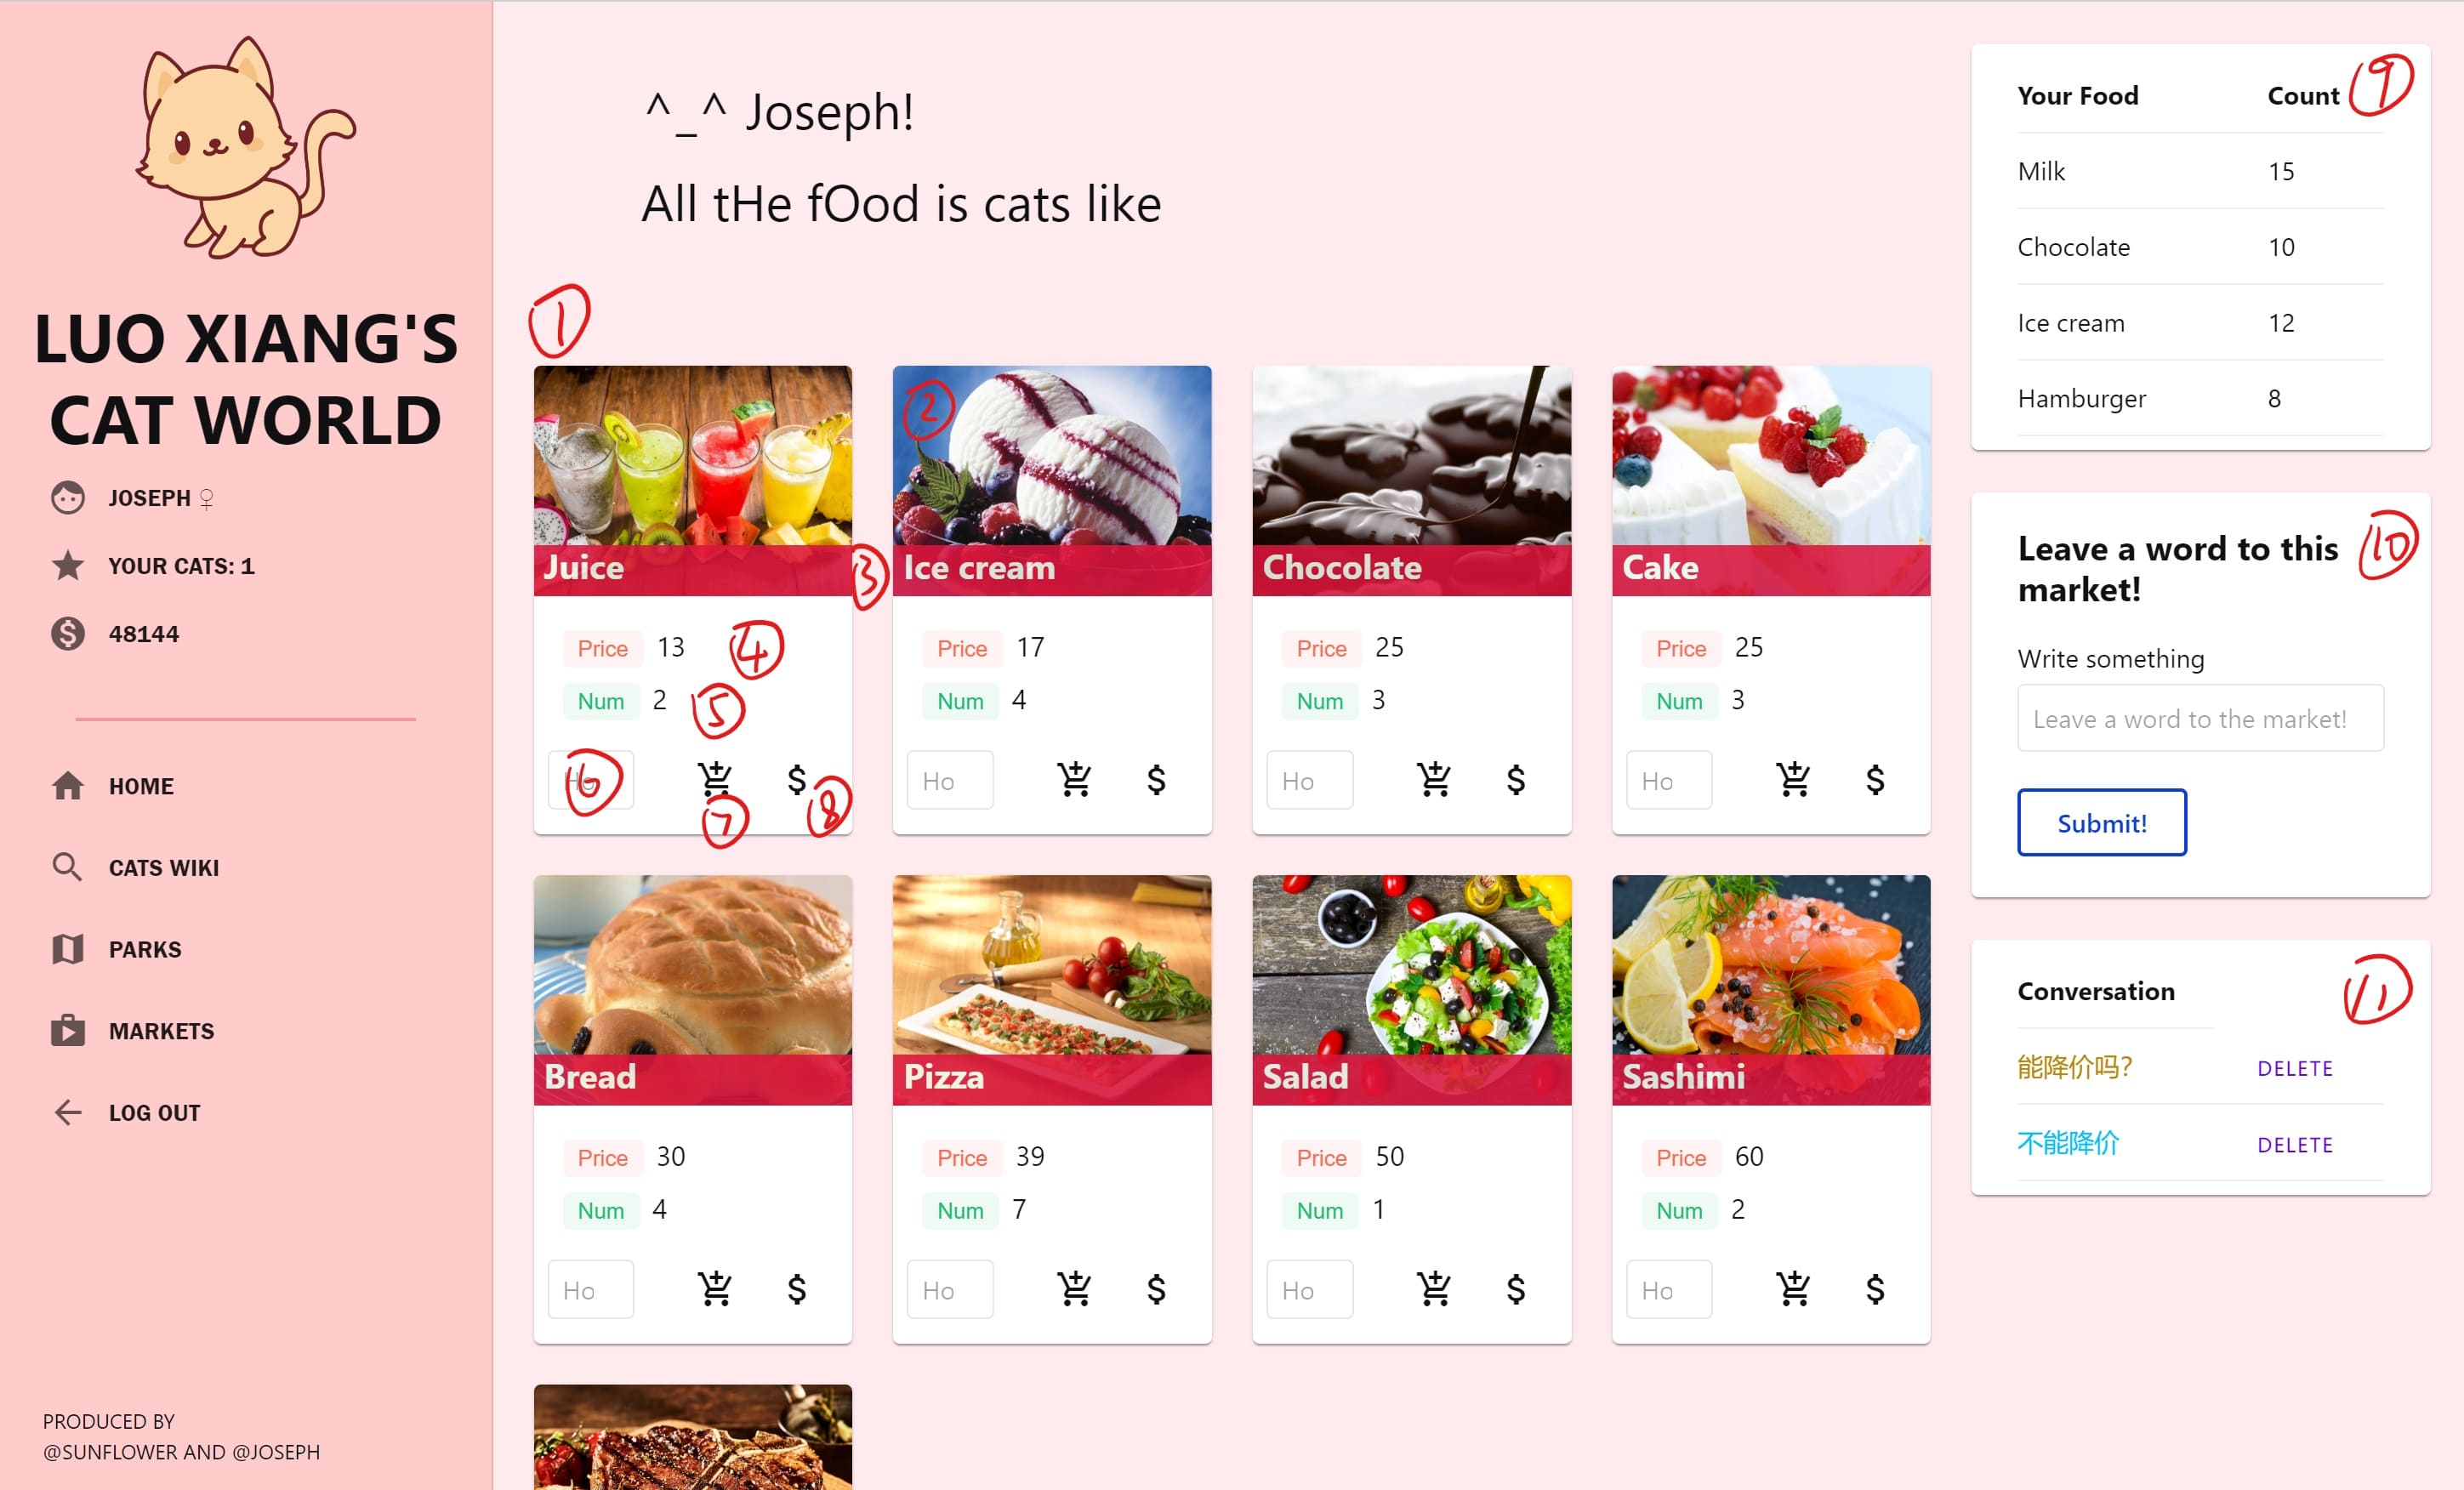 LUO XIANG'S
CAT WORLD
JOSEPH ♀
YOUR CATS: 1
48144
HOME
CATS WIKI
PARKS
MARKETS
LOG OUT
PRODUCED BY
@SUNFLOWER AND @JOSEPH
^_^ Joseph!
All tHe fOod is cats like
①
②
Juice
③
Ice cream
Chocolate
Cake
Price 13
④
Price 17
Price 25
Price 25
Num 2
⑤
Num 4
Num 3
Num 3
Ho
⑥
⑦
$
⑧
Ho
$
Ho
$
Ho
$
Bread
Pizza
Salad
Sashimi
Price 30
Price 39
Price 50
Price 60
Num 4
Num 7
Num 1
Num 2
Ho
$
Ho
$
Ho
$
Ho
$
Your Food Count
⑨
Milk 15
Chocolate 10
Ice cream 12
Hamburger 8
Leave a word to this
market!
⑩
Write something
Leave a word to the market!
Submit!
Conversation
⑪
能降价吗？ DELETE
不能降价 DELETE